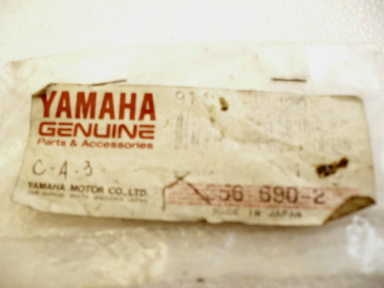 YAMAHA
GENUINE
Parts & Accessories
C-A-3
YAMAHA MOTOR CO., LTD.
56 690-2
MADE IN JAPAN